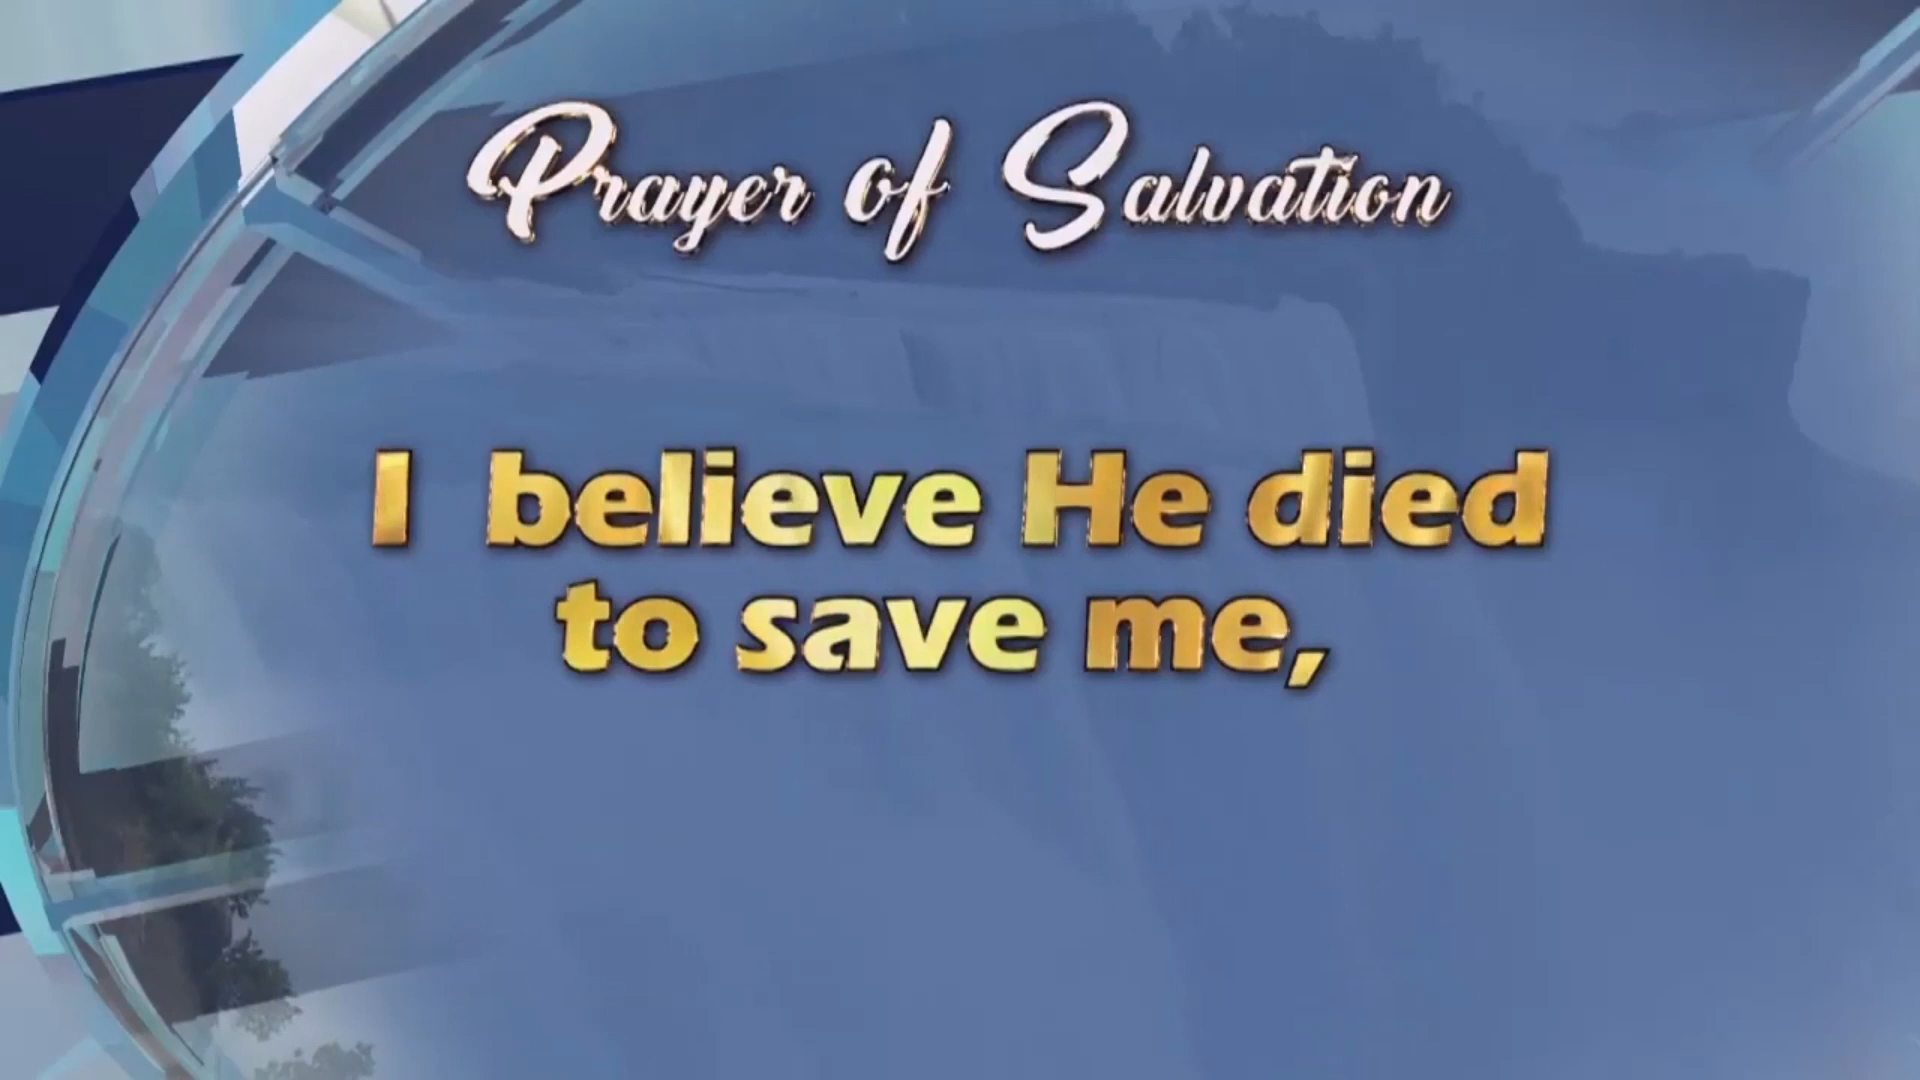 Prayer of Salvation
I believe He died
to save me,